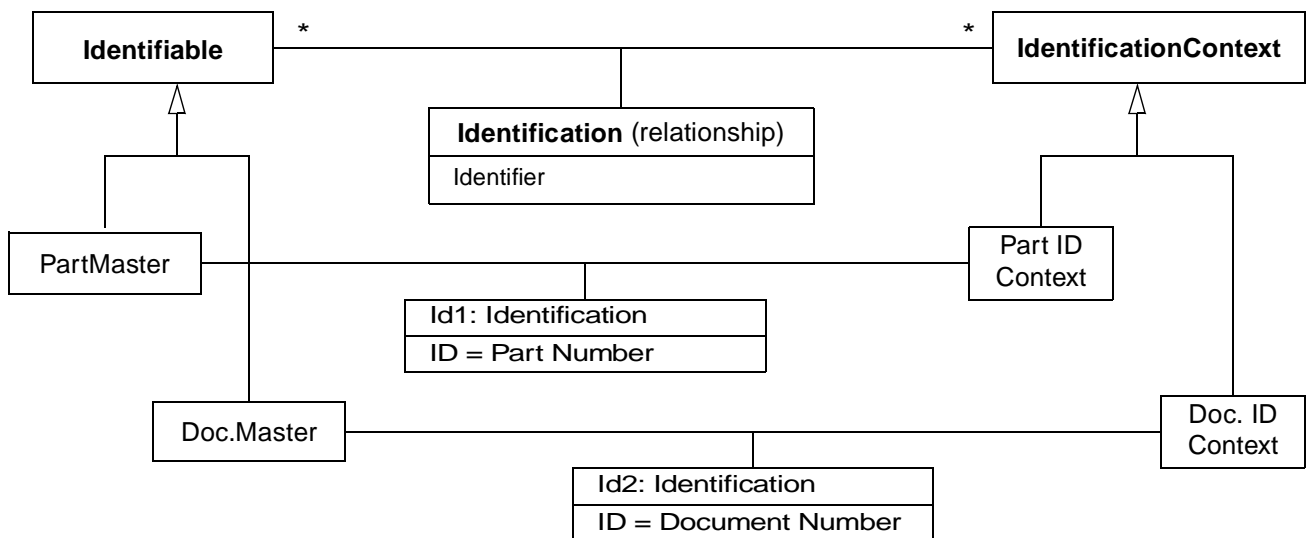 * *
Identifiable
IdentificationContext
Identification (relationship)
Identifier
PartMaster
Part ID
Context
Id1: Identification
ID = Part Number
Doc.Master
Doc. ID
Context
Id2: Identification
ID = Document Number